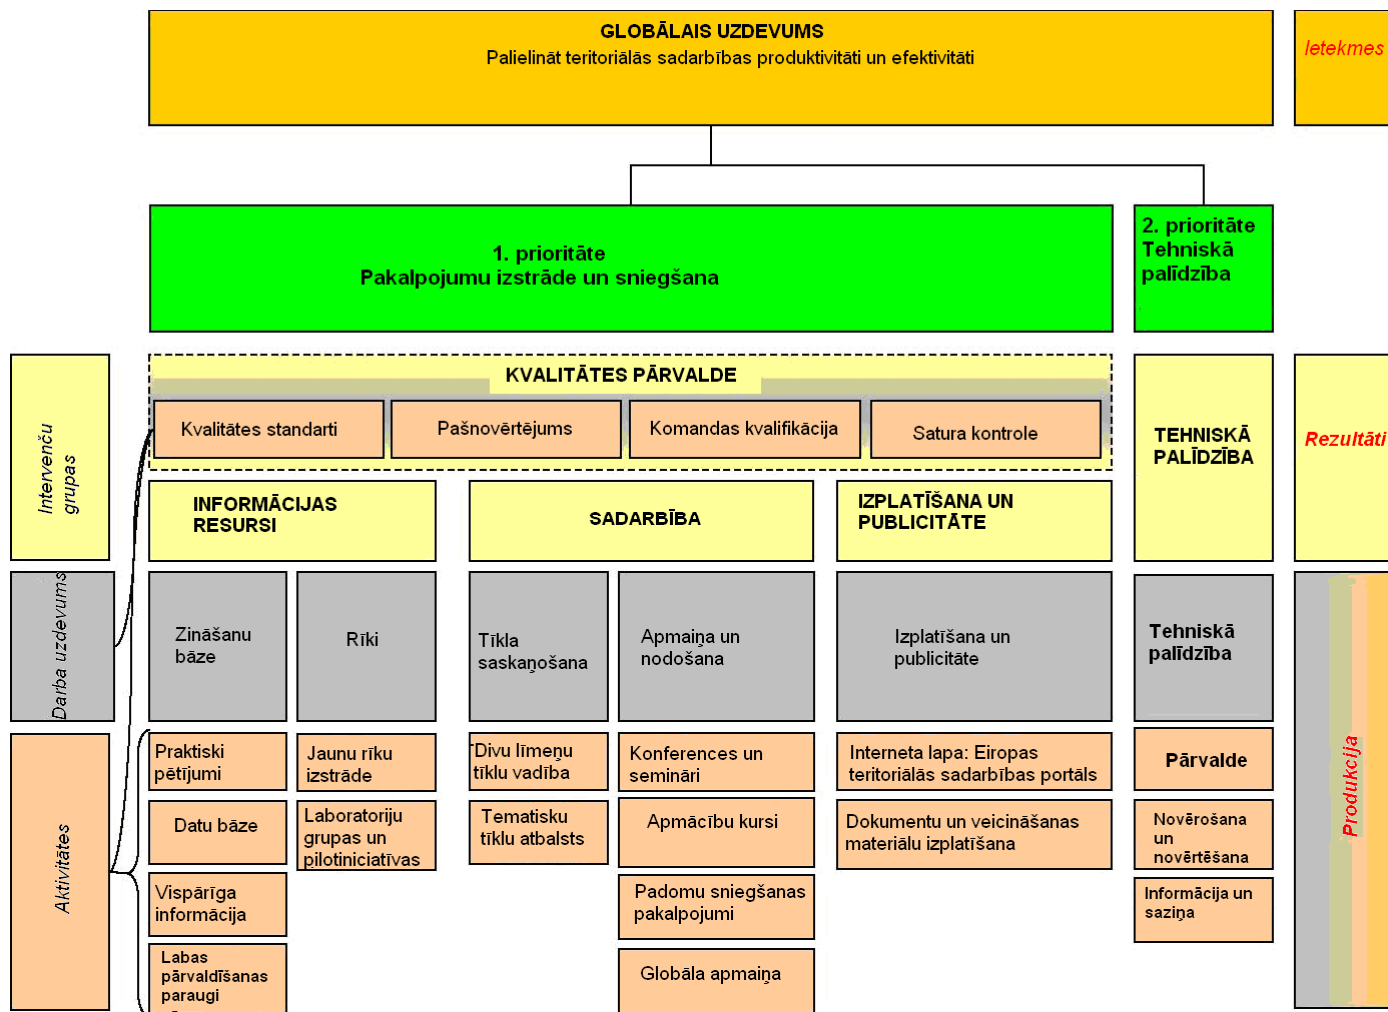 GLOBĀLAIS UZDEVUMS
Palielināt teritoriālās sadarbības produktivitāti un efektivitāti
Ietekmes
1. prioritāte
Pakalpojumu izstrāde un sniegšana
2. prioritāte
Tehniskā
palīdzība
Intervenču
grupas
KVALITĀTES PĀRVALDE
Kvalitātes standarti
Pašnovērtējums
Komandas kvalifikācija
Satura kontrole
TEHNISKĀ
PALĪDZĪBA
Rezultāti
INFORMĀCIJAS
RESURSI
SADARBĪBA
IZPLATĪŠANA UN
PUBLICITĀTE
Darba uzdevums
Zināšanu
bāze
Rīki
Tīkla
saskaņošana
Apmaiņa un
nodošana
Izplatīšana un
publicitāte
Tehniskā
palīdzība
Produkcija
Aktivitātes
Praktiski
pētījumi
Jaunu rīku
izstrāde
Divu līmeņu
tīklu vadība
Konferences un
semināri
Interneta lapa: Eiropas
teritoriālās sadarbības portāls
Pārvalde
Datu bāze
Laboratoriju
grupas un
pilotiniciatīvas
Tematisku
tīklu atbalsts
Apmācību kursi
Dokumentu un veicināšanas
materiālu izplatīšana
Novērošana
un
novērtēšana
Vispārīga
informācija
Padomu sniegšanas
pakalpojumi
Informācija un
saziņa
Labas
pārvaldīšanas
paraugi
Globāla apmaiņa